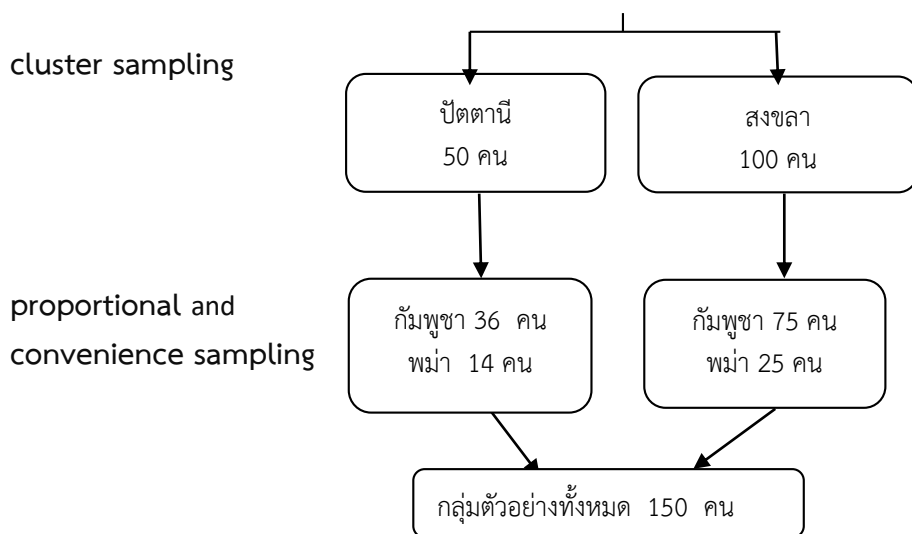 cluster sampling
ปัตตานี
50 คน
สงขลา
100 คน
proportional and
convenience sampling
กัมพูชา 36 คน
พม่า 14 คน
กัมพูชา 75 คน
พม่า 25 คน
กลุ่มตัวอย่างทั้งหมด 150 คน